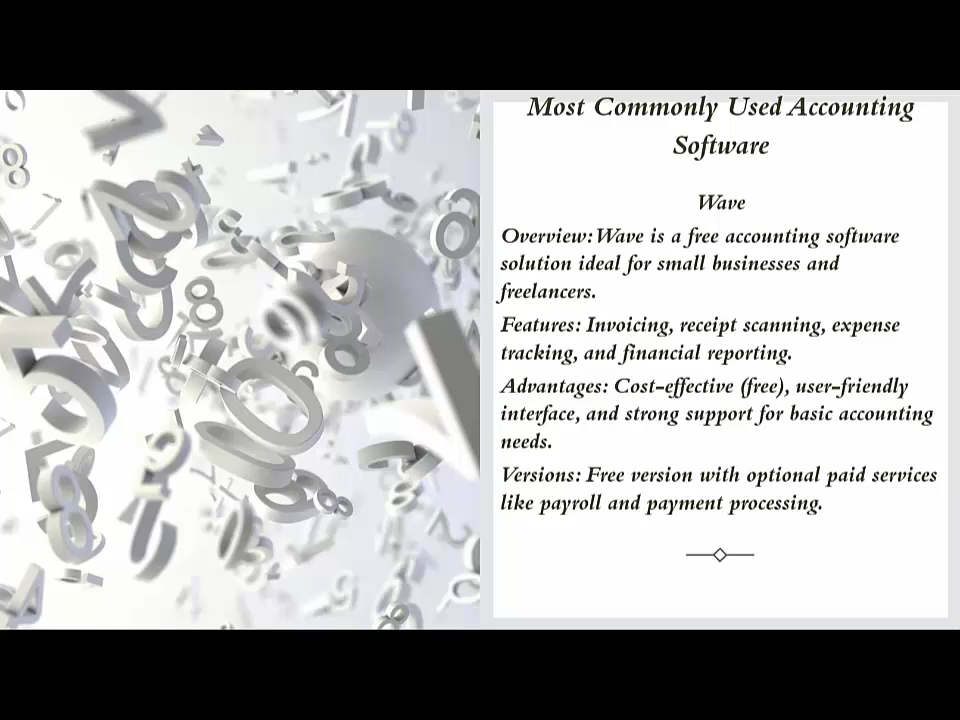 Most Commonly Used Accounting
Software
Wave
Overview: Wave is a free accounting software
solution ideal for small businesses and
freelancers.
Features: Invoicing, receipt scanning, expense
tracking, and financial reporting.
Advantages: Cost-effective (free), user-friendly
interface, and strong support for basic accounting
needs.
Versions: Free version with optional paid services
like payroll and payment processing.